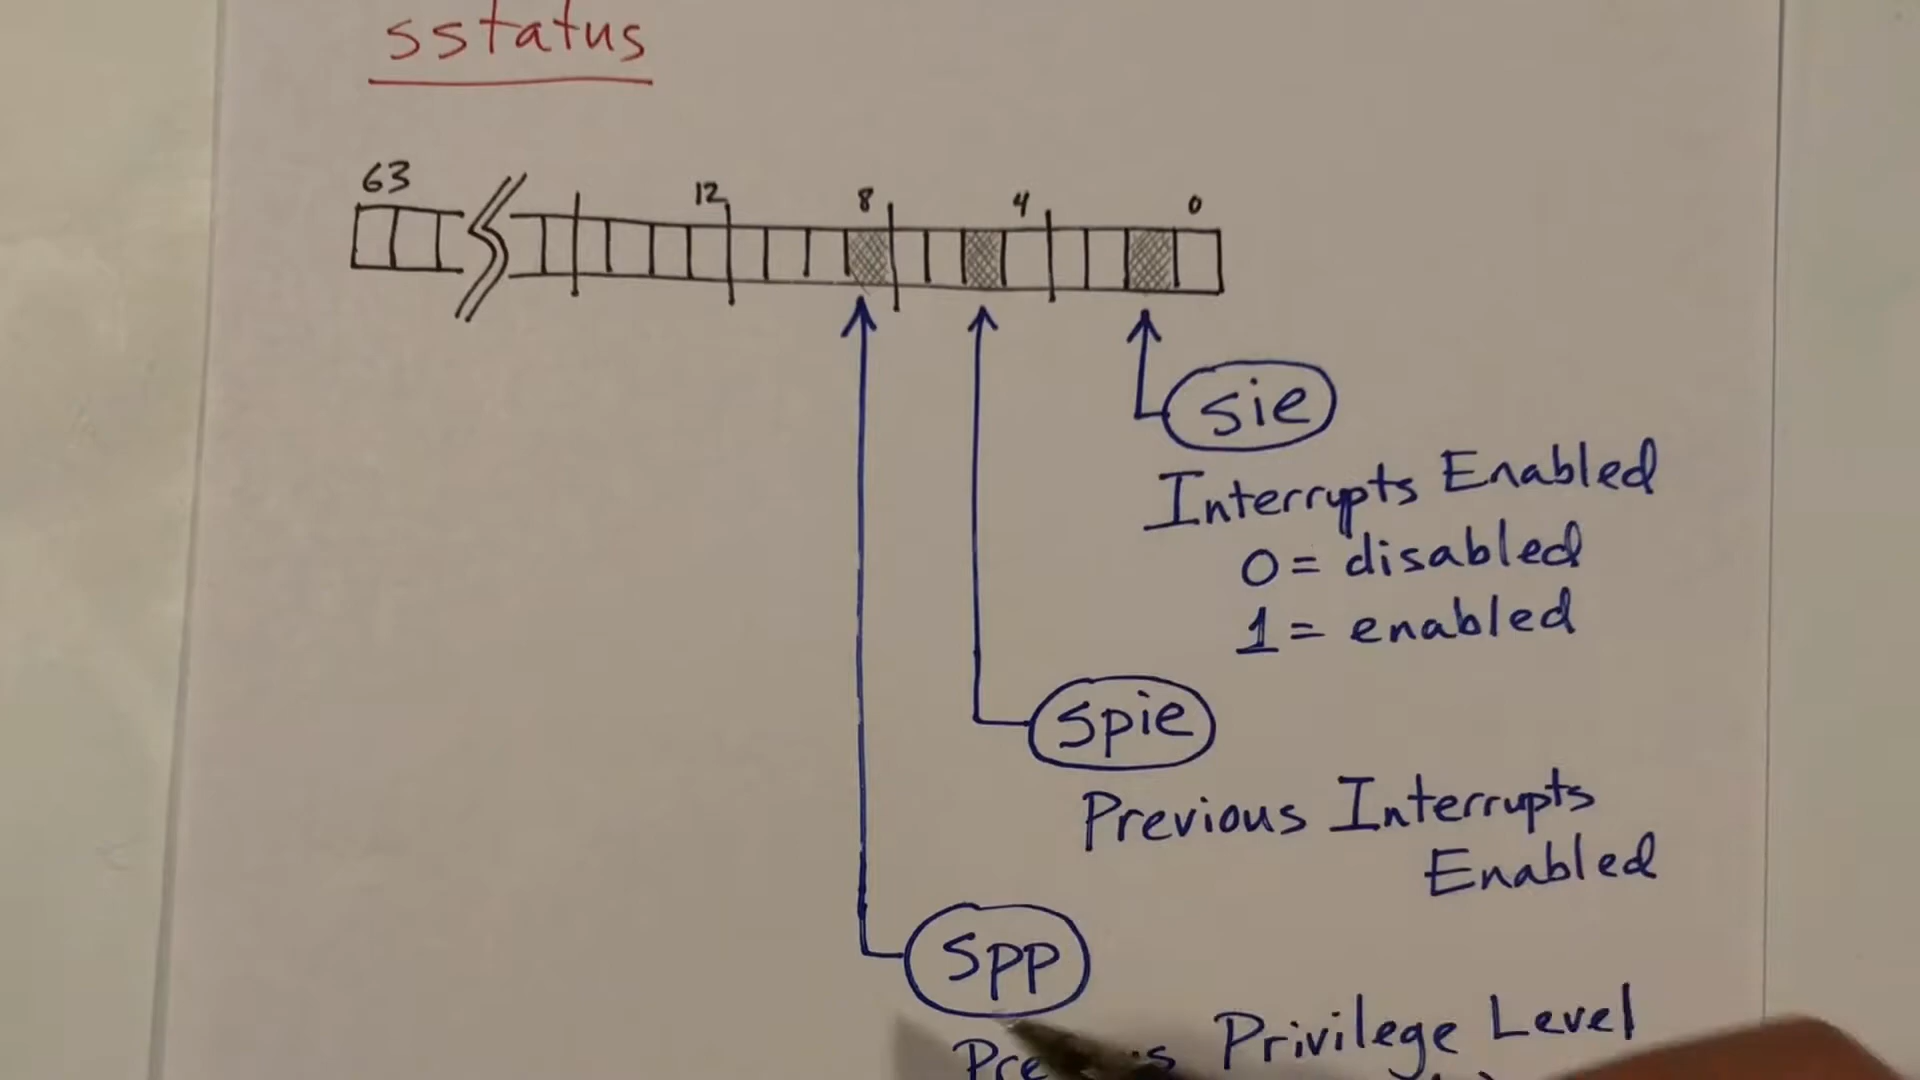 sstatus
63 12 8 4 0
sie
Interrupts Enabled
0 = disabled
1 = enabled
spie
Previous Interrupts
Enabled
spp
Privilege Level